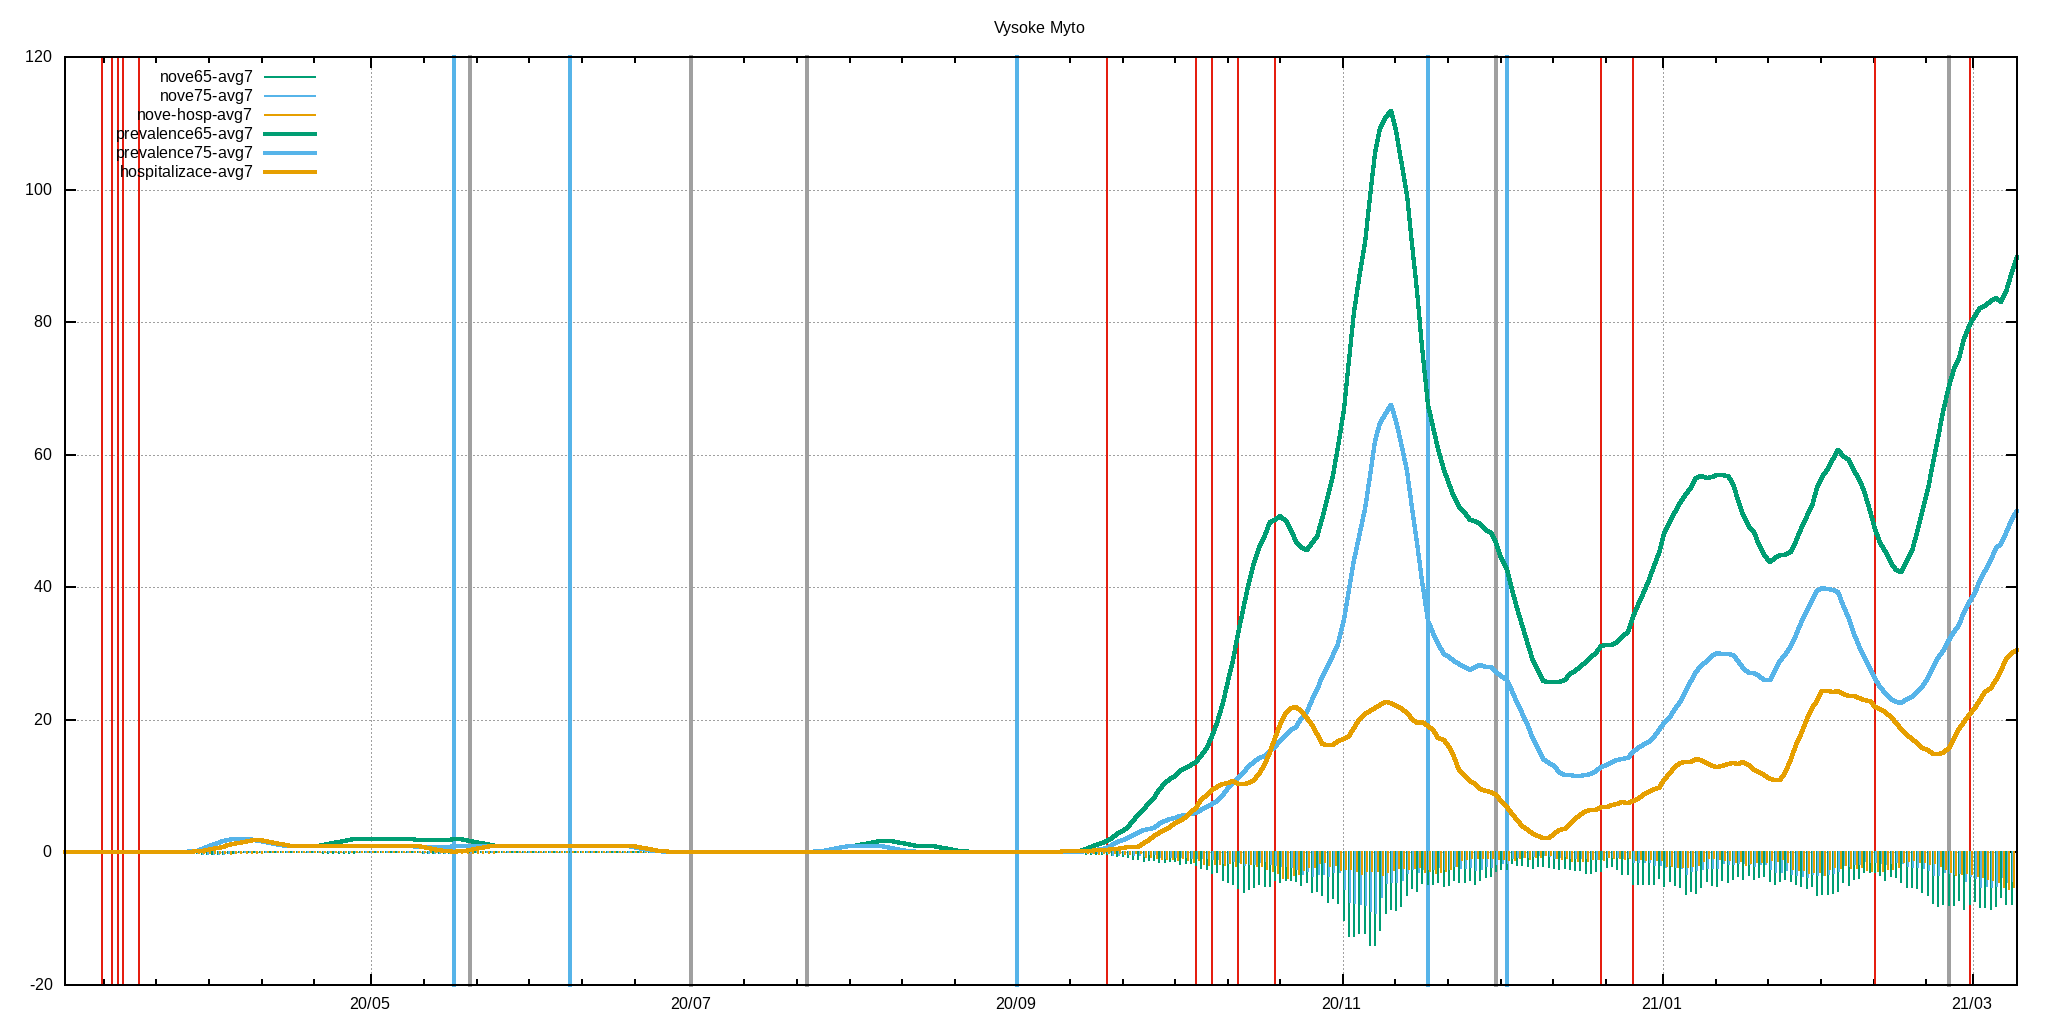 Vysoke Myto
120
100
80
60
40
20
0
-20
nove65-avg7
nove75-avg7
nove-hosp-avg7
prevalence65-avg7
prevalence75-avg7
hospitalizace-avg7
20/05 20/07 20/09 20/11 21/01 21/03